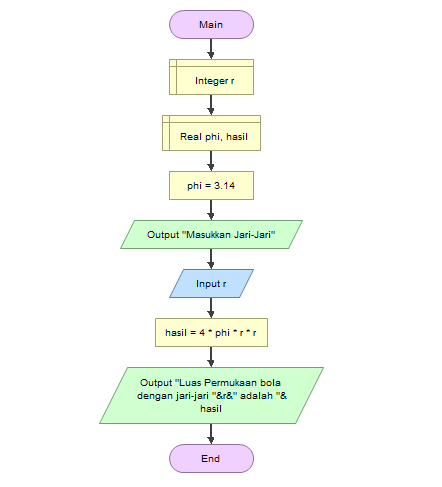 Main
Integer r
Real phi, hasil
phi = 3.14
Output "Masukkan Jari-Jari"
Input r
hasil = 4 * phi * r * r
Output "Luas Permukaan bola
dengan jari-jari "&r&" adalah "&
hasil
End